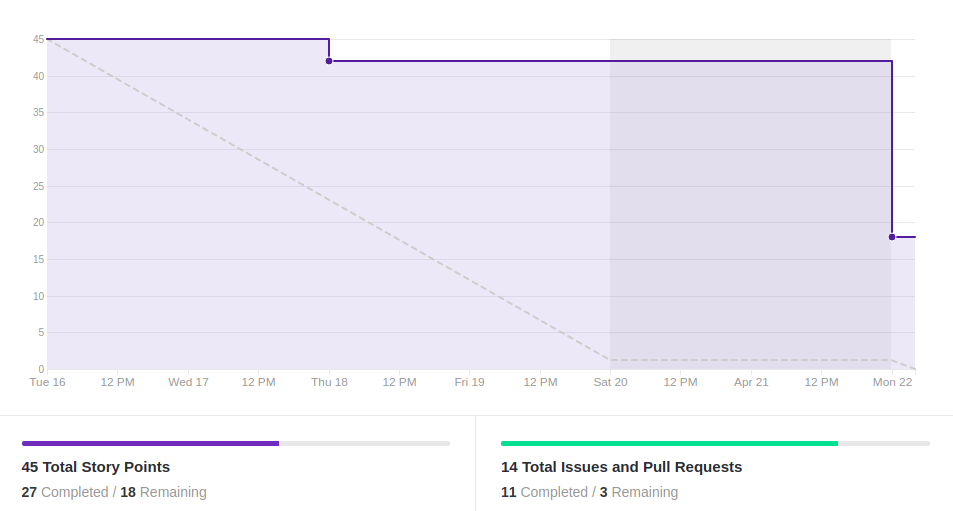 45
40
35
30
25
20
15
10
5
0
Tue 16 12 PM Wed 17 12 PM Thu 18 12 PM Fri 19 12 PM Sat 20 12 PM Apr 21 12 PM Mon 22
45 Total Story Points
27 Completed / 18 Remaining
14 Total Issues and Pull Requests
11 Completed / 3 Remaining